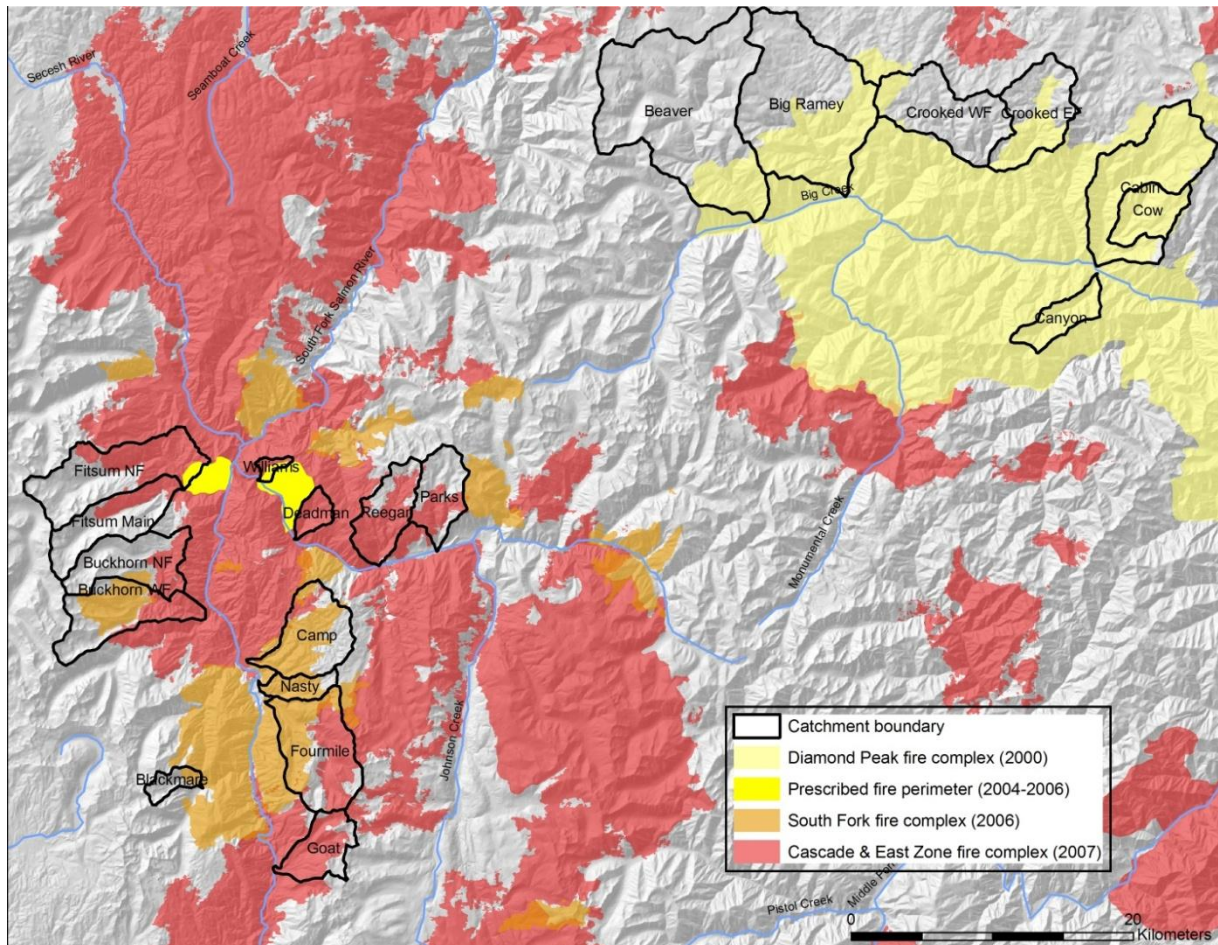 Secesh River
Seamboat Creek
Beaver
Big Ramey
Crooked WF
Crooked EF
Cabin
Cow
Big Creek
Canyon
South Fork Salmon River
Fitsum NF
Williams
Fitsum Main
Deadman
Reegan
Parks
Buckhorn NF
Buckhorn WF
Monumental Creek
Camp
Nasty
Fourmile
Johnson Creek
Blackmare
Goat
Catchment boundary
Diamond Peak fire complex (2000)
Prescribed fire perimeter (2004-2006)
South Fork fire complex (2006)
Cascade & East Zone fire complex (2007)
Pistol Creek
Middle For
0
20
Kilometers